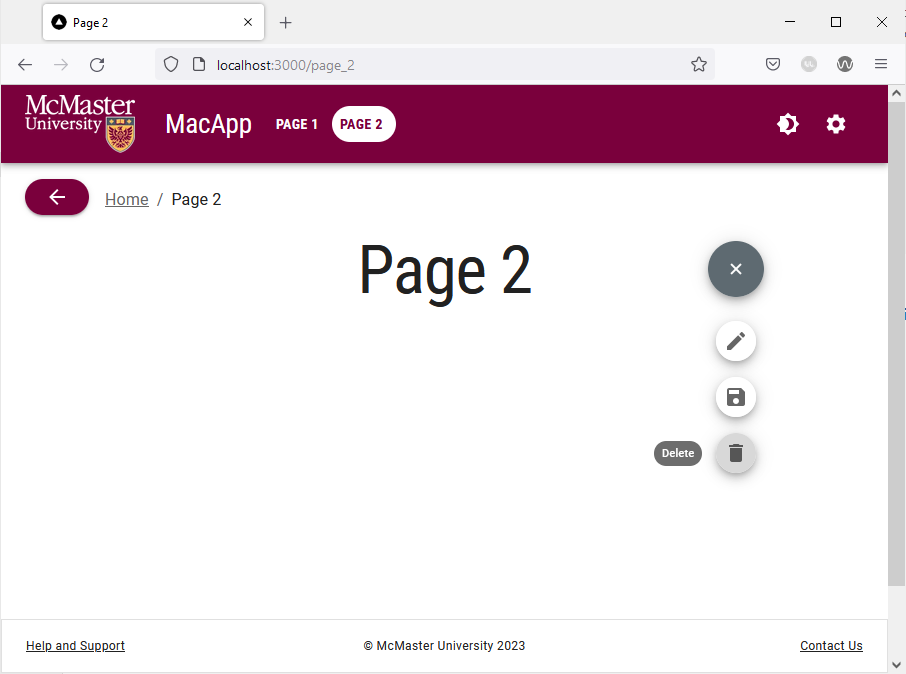 Page 2
localhost:3000/page_2
McMaster
University
MacApp
PAGE 1
PAGE 2
Home / Page 2
Page 2
Delete
Help and Support
© McMaster University 2023
Contact Us